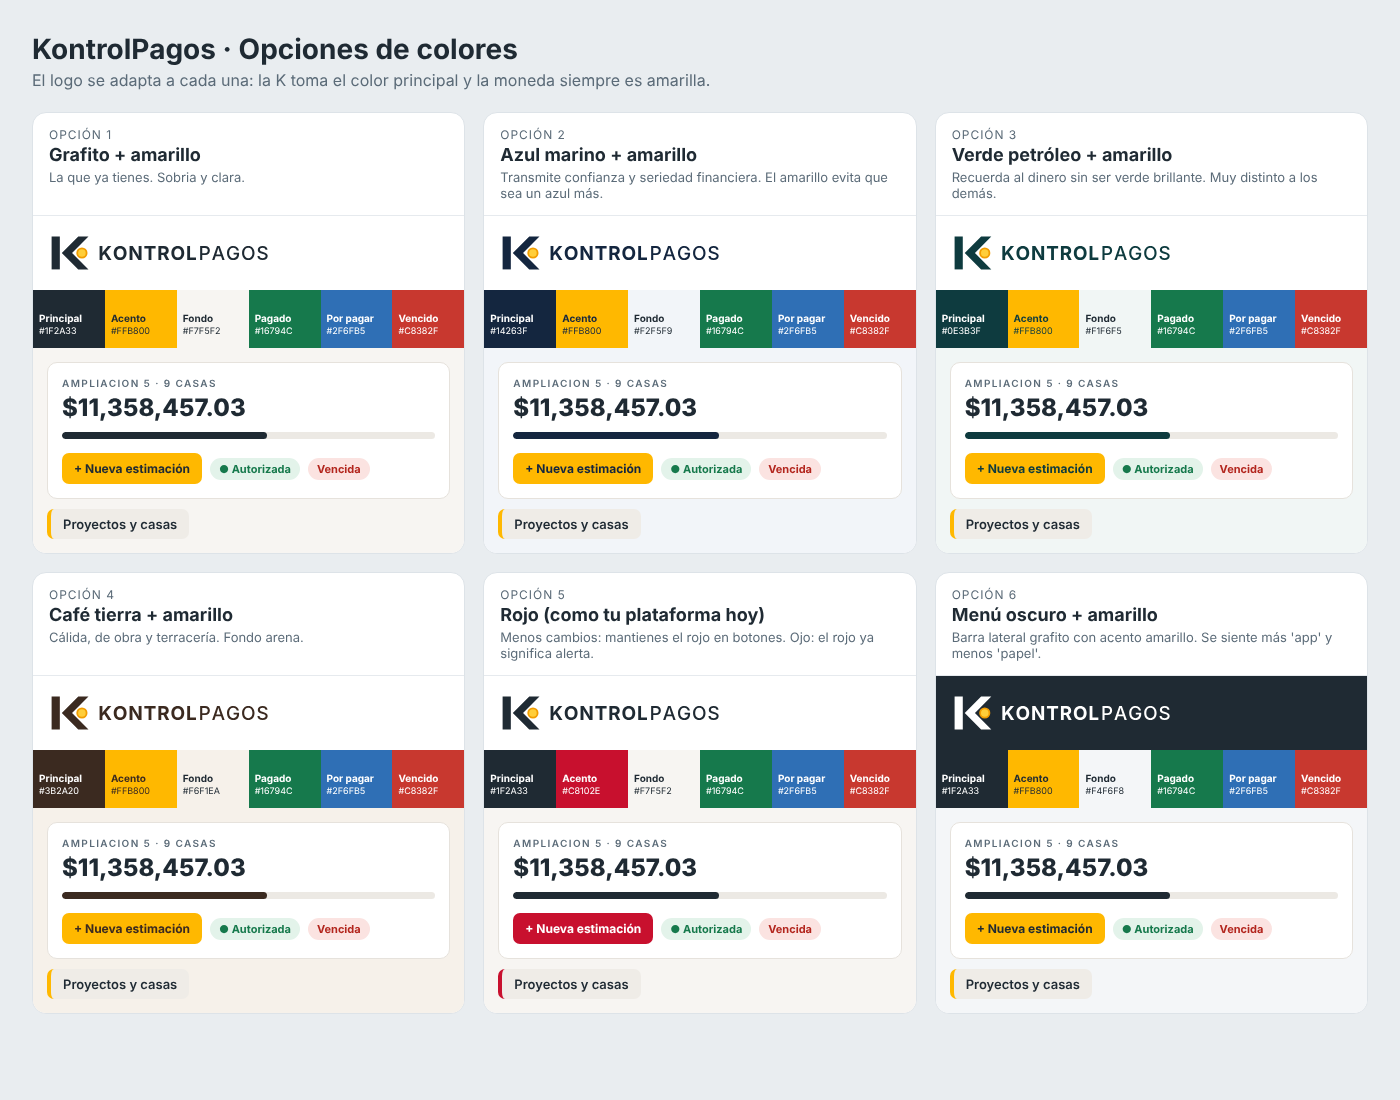 KontrolPagos · Opciones de colores
El logo se adapta a cada una: la K toma el color principal y la moneda siempre es amarilla.
OPCIÓN 1
Grafito + amarillo
La que ya tienes. Sobria y clara.
KONTROLPAGOS
Principal Acento Fondo Pagado Por pagar Vencido
#1F2A33 #FFB800 #F7F5F2 #16794C #2F6FB5 #C8382F
AMPLIACION 5 · 9 CASAS
$11,358,457.03
+ Nueva estimación ● Autorizada Vencida
Proyectos y casas
OPCIÓN 2
Azul marino + amarillo
Transmite confianza y seriedad financiera. El amarillo evita que
sea un azul más.
KONTROLPAGOS
Principal Acento Fondo Pagado Por pagar Vencido
#14263F #FFB800 #F2F5F9 #16794C #2F6FB5 #C8382F
AMPLIACION 5 · 9 CASAS
$11,358,457.03
+ Nueva estimación ● Autorizada Vencida
Proyectos y casas
OPCIÓN 3
Verde petróleo + amarillo
Recuerda al dinero sin ser verde brillante. Muy distinto a los
demás.
KONTROLPAGOS
Principal Acento Fondo Pagado Por pagar Vencido
#0E3B3F #FFB800 #F1F6F5 #16794C #2F6FB5 #C8382F
AMPLIACION 5 · 9 CASAS
$11,358,457.03
+ Nueva estimación ● Autorizada Vencida
Proyectos y casas
OPCIÓN 4
Café tierra + amarillo
Cálida, de obra y terracería. Fondo arena.
KONTROLPAGOS
Principal Acento Fondo Pagado Por pagar Vencido
#3B2A20 #FFB800 #F6F1EA #16794C #2F6FB5 #C8382F
AMPLIACION 5 · 9 CASAS
$11,358,457.03
+ Nueva estimación ● Autorizada Vencida
Proyectos y casas
OPCIÓN 5
Rojo (como tu plataforma hoy)
Menos cambios: mantienes el rojo en botones. Ojo: el rojo ya
significa alerta.
KONTROLPAGOS
Principal Acento Fondo Pagado Por pagar Vencido
#1F2A33 #C8102E #F7F5F2 #16794C #2F6FB5 #C8382F
AMPLIACION 5 · 9 CASAS
$11,358,457.03
+ Nueva estimación ● Autorizada Vencida
Proyectos y casas
OPCIÓN 6
Menú oscuro + amarillo
Barra lateral grafito con acento amarillo. Se siente más 'app' y
menos 'papel'.
KONTROLPAGOS
Principal Acento Fondo Pagado Por pagar Vencido
#1F2A33 #FFB800 #F4F6F8 #16794C #2F6FB5 #C8382F
AMPLIACION 5 · 9 CASAS
$11,358,457.03
+ Nueva estimación ● Autorizada Vencida
Proyectos y casas